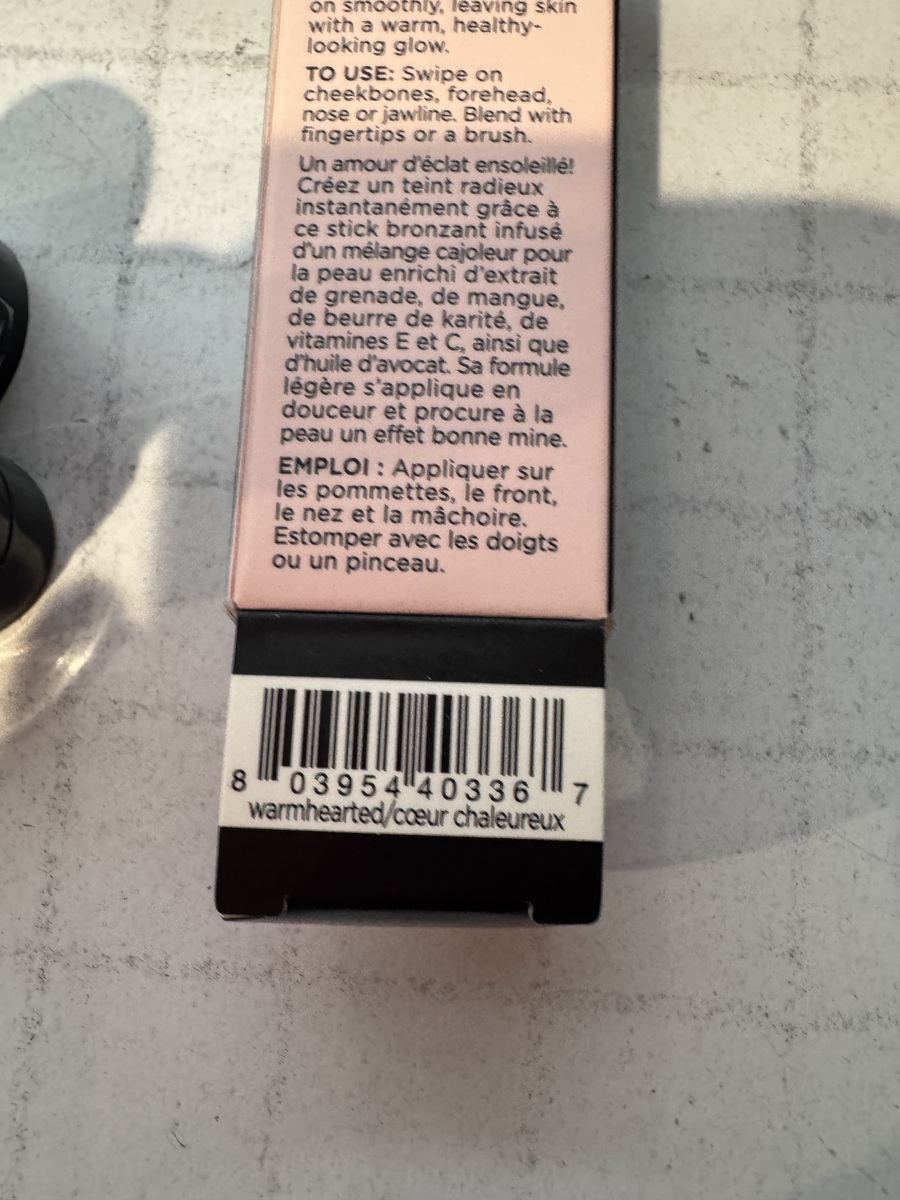 on smoothly, leaving skin
with a warm, healthy-
looking glow.
TO USE: Swipe on
cheekbones, forehead,
nose or jawline. Blend with
fingertips or a brush.
Un amour d'éclat ensoleillé!
Créez un teint radieux
instantanément grâce à
ce stick bronzant infusé
d'un mélange cajoleur pour
la peau enrichi d'extrait
de grenade, de mangue,
de beurre de karité, de
vitamines E et C, ainsi que
d'huile d'avocat. Sa formule
légère s'applique en
douceur et procure à la
peau un effet bonne mine.
EMPLOI : Appliquer sur
les pommettes, le front,
le nez et la mâchoire.
Estomper avec les doigts
ou un pinceau.
8 03954 40336 7
warmhearted/cœur chaleureux